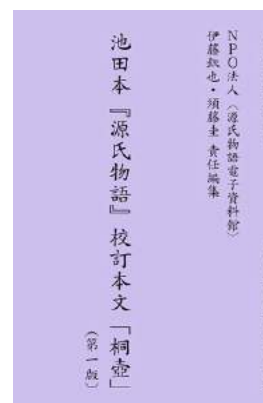 NPO法人〈源氏物語電子資料館〉
伊藤鉄也・須藤圭 責任編集
池田本『源氏物語』校訂本文「桐壺」
(第一版)